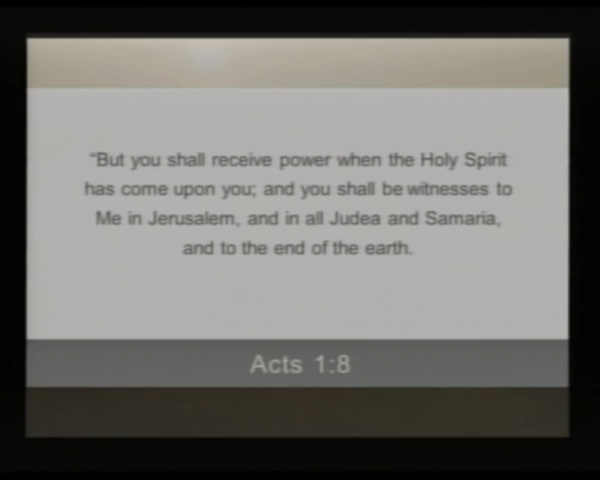 "But you shall receive power when the Holy Spirit
has come upon you; and you shall be witnesses to
Me in Jerusalem, and in all Judea and Samaria,
and to the end of the earth.
Acts 1:8